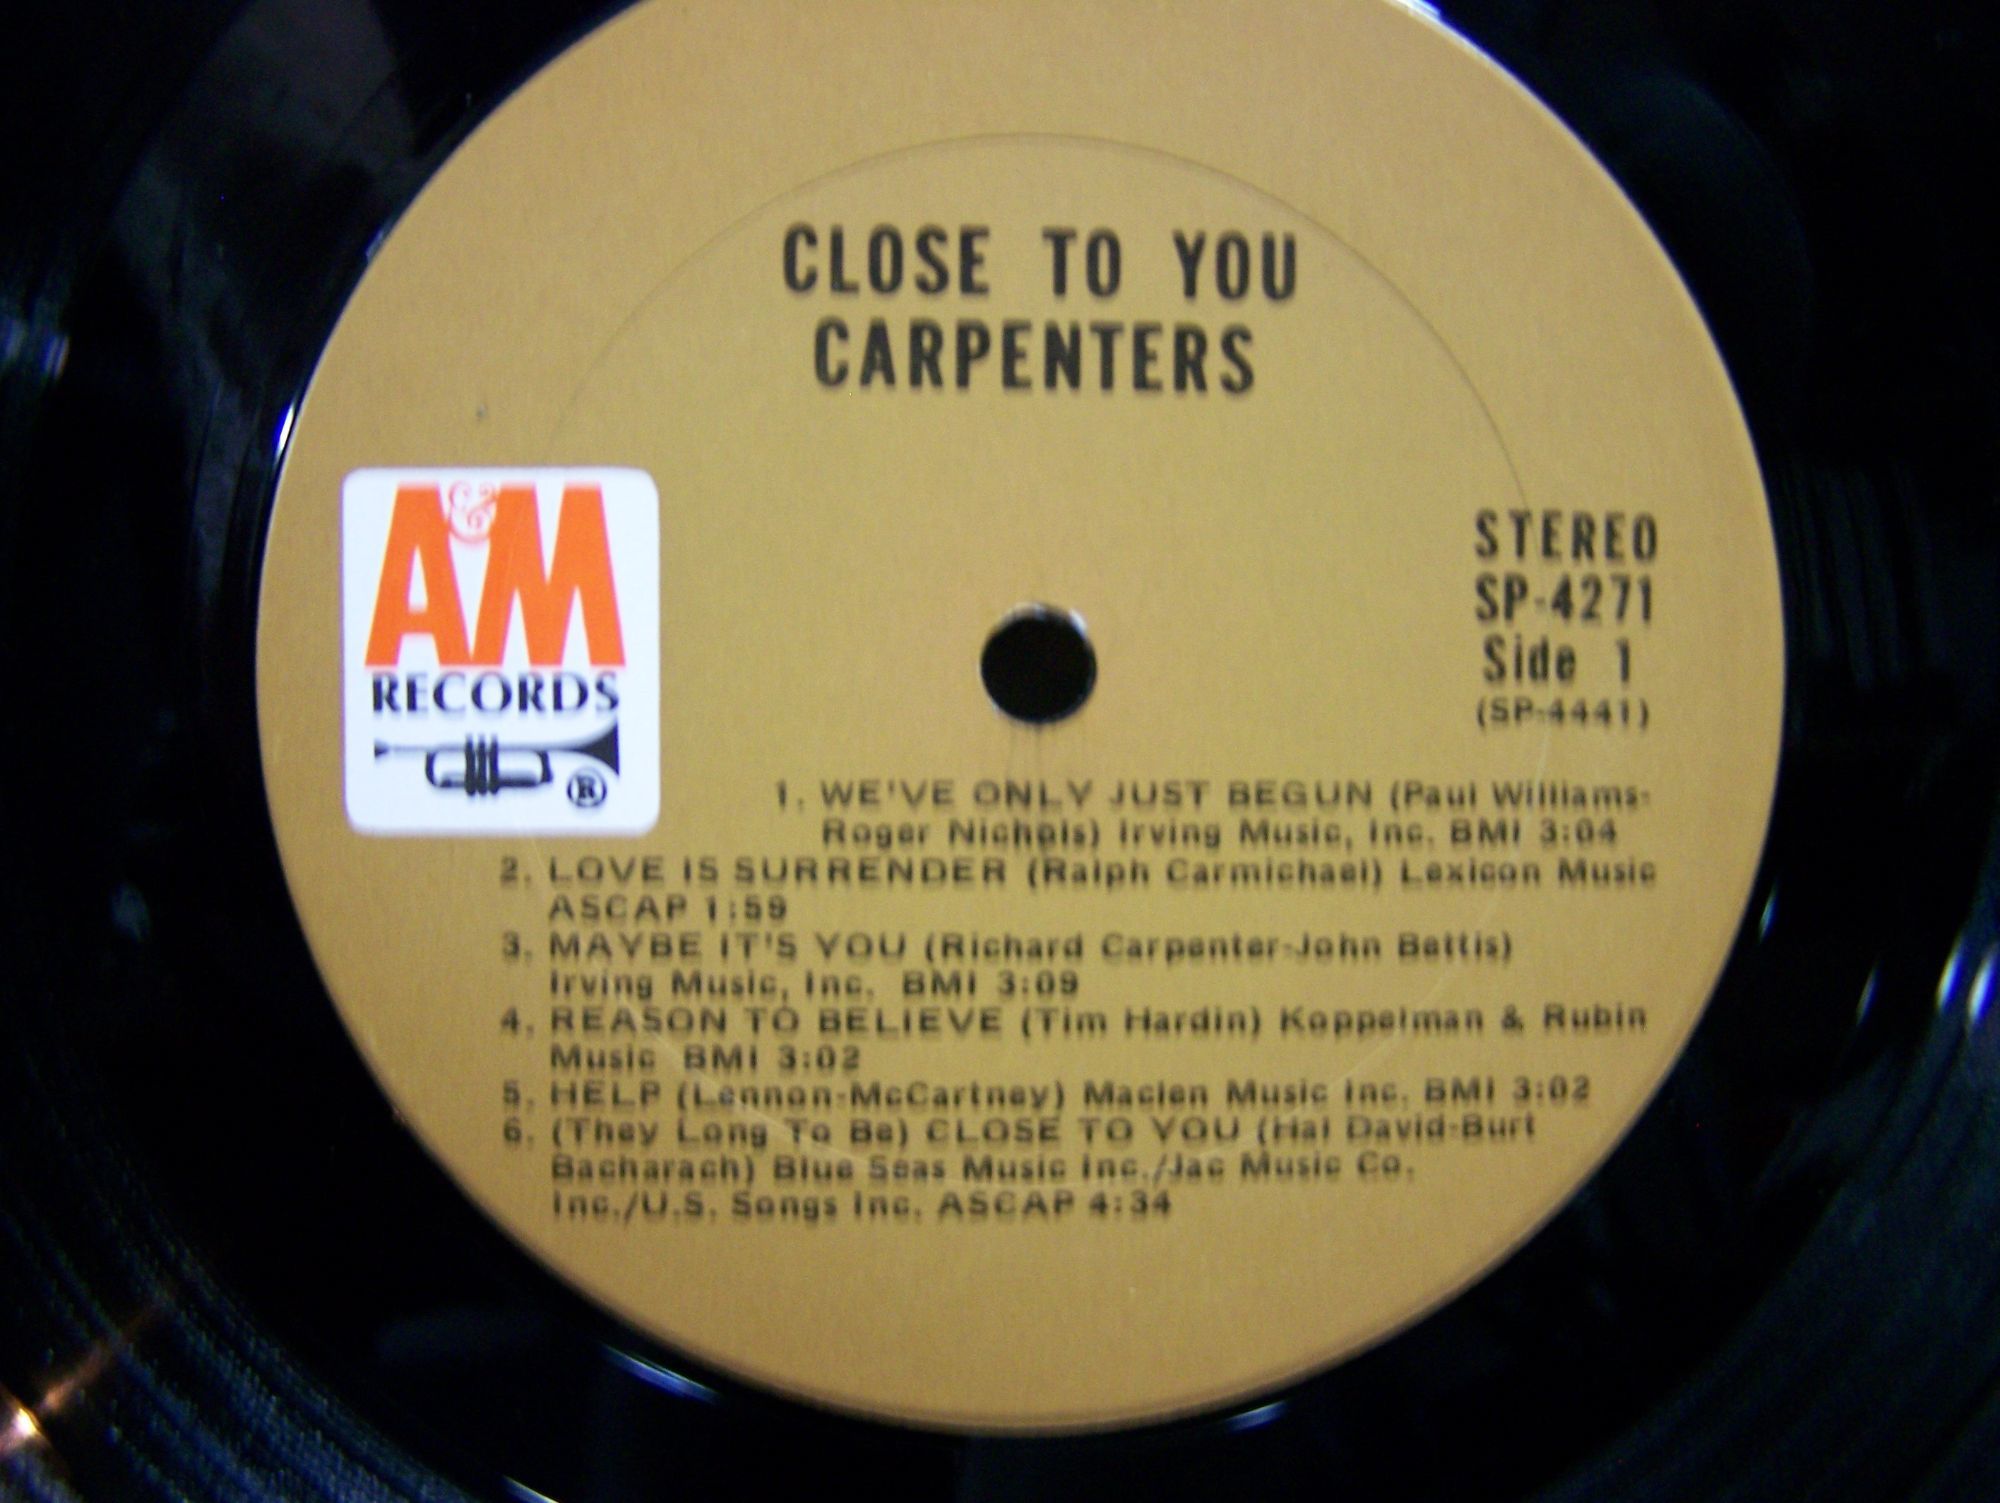 CLOSE TO YOU
CARPENTERS
A&M
RECORDS
®
STEREO
SP-4271
Side 1
(SP-4441)
1. WE'VE ONLY JUST BEGUN (Paul Williams-
Roger Nichols) Irving Music, Inc. BMI 3:04
2. LOVE IS SURRENDER (Ralph Carmichael) Lexicon Music
ASCAP 1:59
3. MAYBE IT'S YOU (Richard Carpenter-John Bettis)
Irving Music, Inc. BMI 3:09
4. REASON TO BELIEVE (Tim Hardin) Koppelman & Rubin
Music BMI 3:02
5. HELP (Lennon-McCartney) Maclen Music Inc. BMI 3:02
6. (They Long To Be) CLOSE TO YOU (Hal David-Burt
Bacharach) Blue Seas Music Inc./Jac Music Co.
Inc./U.S. Songs Inc. ASCAP 4:34